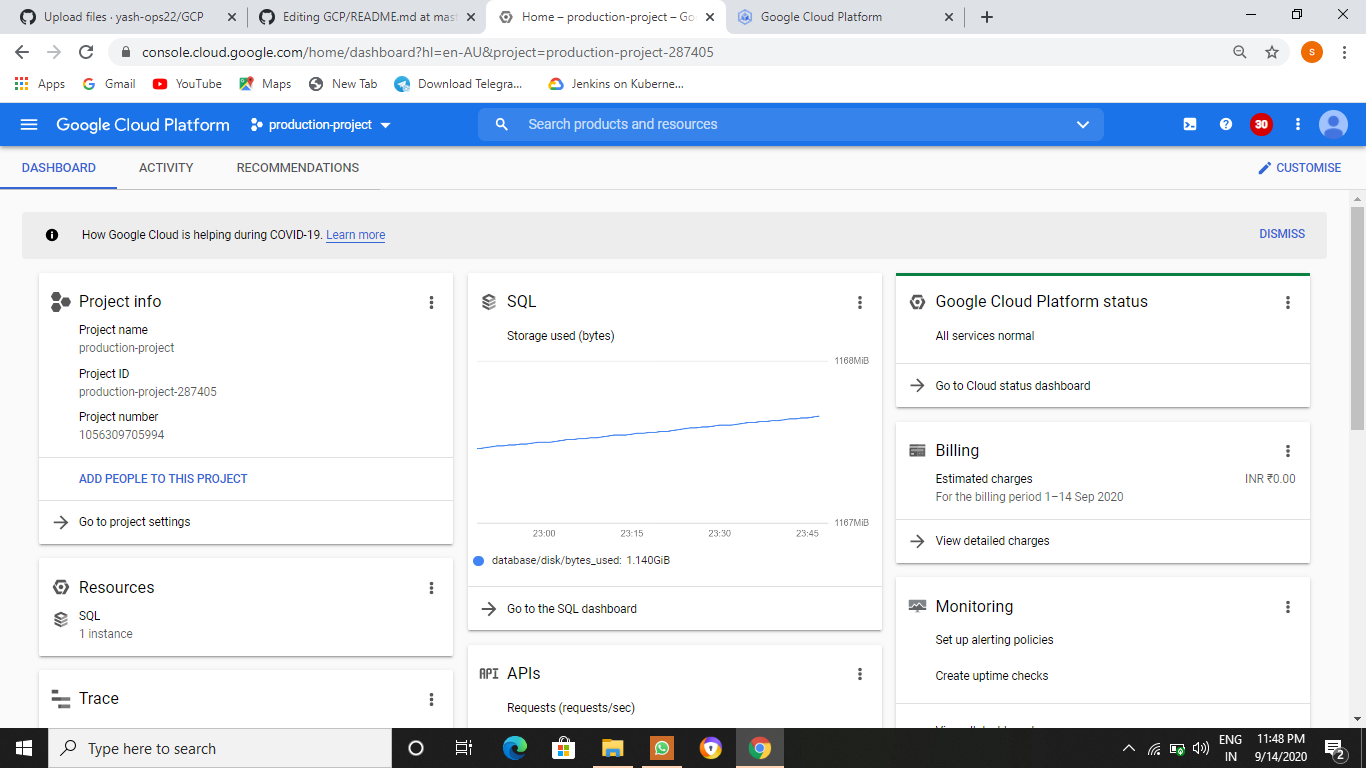 Upload files · yash-ops22/GCP
Editing GCP/README.md at mast
Home – production-project – Go
Google Cloud Platform
console.cloud.google.com/home/dashboard?hl=en-AU&project=production-project-287405
s
Apps
Gmail
YouTube
Maps
New Tab
Download Telegra...
Jenkins on Kuberne...
Google Cloud Platform
production-project
Search products and resources
30
DASHBOARD
ACTIVITY
RECOMMENDATIONS
CUSTOMISE
How Google Cloud is helping during COVID-19. Learn more
DISMISS
Project info
Project name
production-project
Project ID
production-project-287405
Project number
1056309705994
ADD PEOPLE TO THIS PROJECT
Go to project settings
Resources
SQL
1 instance
Trace
SQL
Storage used (bytes)
1168MiB
1167MiB
23:00
23:15
23:30
23:45
database/disk/bytes_used: 1.140GiB
Go to the SQL dashboard
API
APIs
Requests (requests/sec)
Google Cloud Platform status
All services normal
Go to Cloud status dashboard
Billing
Estimated charges
INR ₹0.00
For the billing period 1–14 Sep 2020
View detailed charges
Monitoring
Set up alerting policies
Create uptime checks
Type here to search
ENG
IN
11:48 PM
9/14/2020
2